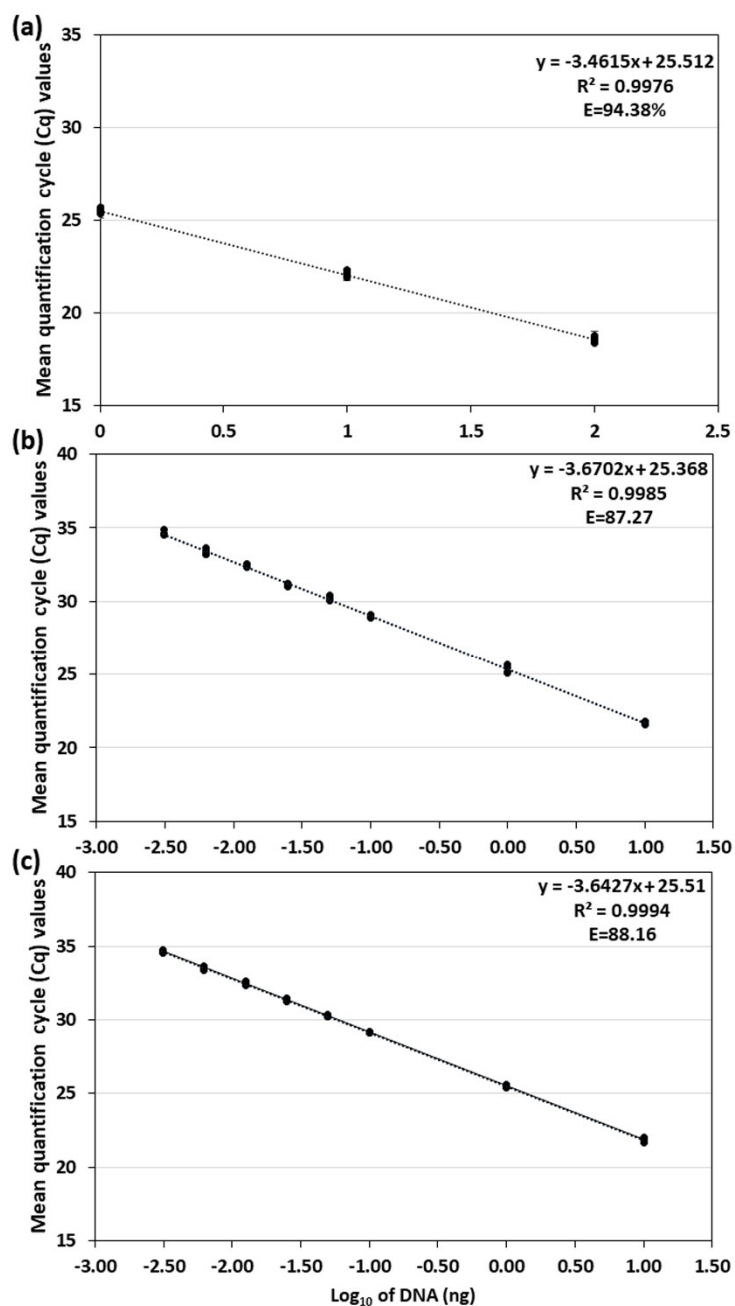 (a)
Mean quantification cycle (Cq) values
35
30
25
20
15
0
0.5
1
1.5
2
2.5
y = -3.4615x + 25.512
R² = 0.9976
E=94.38%
(b)
Mean quantification cycle (Cq) values
40
35
30
25
20
15
-3.00
-2.50
-2.00
-1.50
-1.00
-0.50
0.00
0.50
1.00
1.50
y = -3.6702x + 25.368
R² = 0.9985
E=87.27
(c)
Mean quantification cycle (Cq) values
40
35
30
25
20
15
-3.00
-2.50
-2.00
-1.50
-1.00
-0.50
0.00
0.50
1.00
1.50
y = -3.6427x + 25.51
R² = 0.9994
E=88.16
Log₁₀ of DNA (ng)